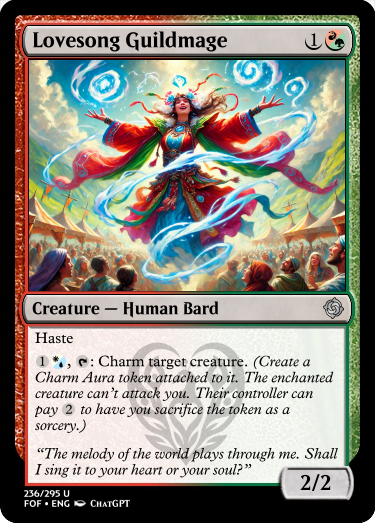 Lovesong Guildmage 1
Creature — Human Bard
Haste
1, : Charm target creature. (Create a
Charm Aura token attached to it. The enchanted
creature can't attack you. Their controller can
pay 2 to have you sacrifice the token as a
sorcery.)
“The melody of the world plays through me. Shall
I sing it to your heart or your soul?”
2/2
236/295 U
FOF • ENG ChatGPT